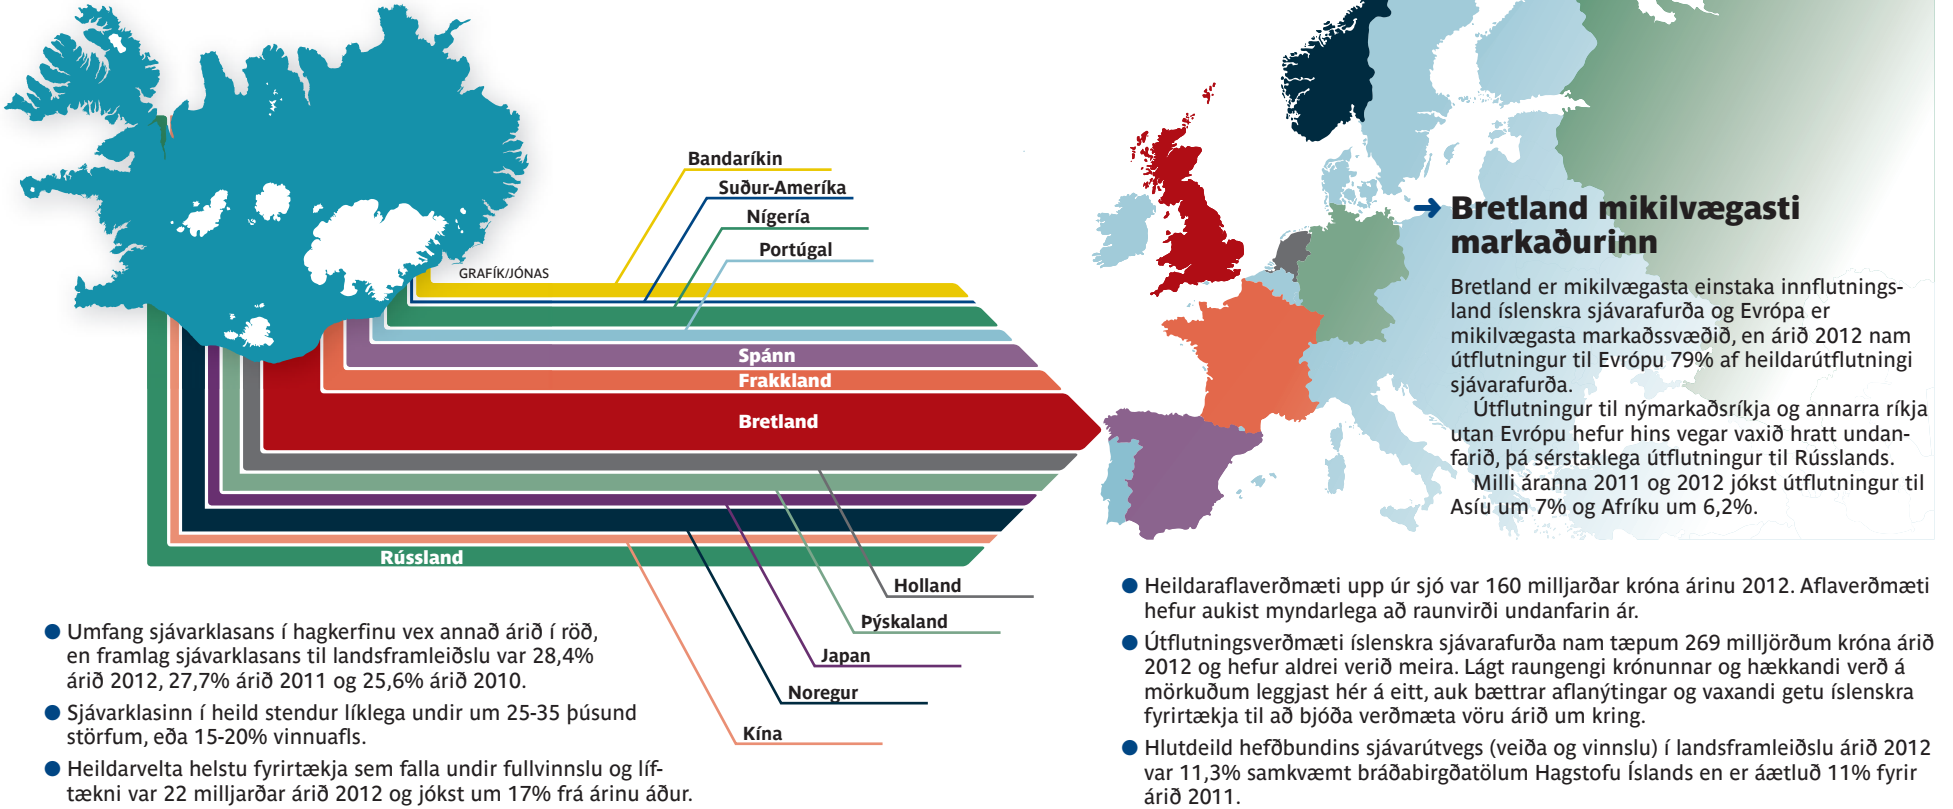 Bandaríkin
Suður-Ameríka
Nígería
Portúgal
GRAFÍK/JÓNAS
Spánn
Frakkland
Bretland
Rússland
Holland
Þýskaland
Japan
Noregur
Kína
Bretland mikilvægasti
markaðurinn
Bretland er mikilvægasta einstaka innflutnings-
land íslenskra sjávarafurða og Evrópa er
mikilvægasta markaðssvæðið, en árið 2012 nam
útflutningur til Evrópu 79% af heildarútflutningi
sjávarafurða.
Útflutningur til nýmarkaðsríkja og annarra ríkja
utan Evrópu hefur hins vegar vaxið hratt undan-
farið, þá sérstaklega útflutningur til Rússlands.
Milli áranna 2011 og 2012 jókst útflutningur til
Asíu um 7% og Afríku um 6,2%.
● Umfang sjávarklasans í hagkerfinu vex annað árið í röð,
en framlag sjávarklasans til landsframleiðslu var 28,4%
árið 2012, 27,7% árið 2011 og 25,6% árið 2010.
● Sjávarklasinn í heild stendur líklega undir um 25-35 þúsund
störfum, eða 15-20% vinnuafls.
● Heildarvelta helstu fyrirtækja sem falla undir fullvinnslu og líf-
tækni var 22 milljarðar árið 2012 og jókst um 17% frá árinu áður.
● Heildaraflaverðmæti upp úr sjó var 160 milljarðar króna árinu 2012. Aflaverðmæti
hefur aukist myndarlega að raunvirði undanfarin ár.
● Útflutningsverðmæti íslenskra sjávarafurða nam tæpum 269 milljörðum króna árið
2012 og hefur aldrei verið meira. Lágt raungengi krónunnar og hækkandi verð á
mörkuðum leggjast hér á eitt, auk bættrar aflanýtingar og vaxandi getu íslenskra
fyrirtækja til að bjóða verðmæta vöru árið um kring.
● Hlutdeild hefðbundins sjávarútvegs (veiða og vinnslu) í landsframleiðslu árið 2012
var 11,3% samkvæmt bráðabirgðatölum Hagstofu Íslands en er áætluð 11% fyrir
árið 2011.